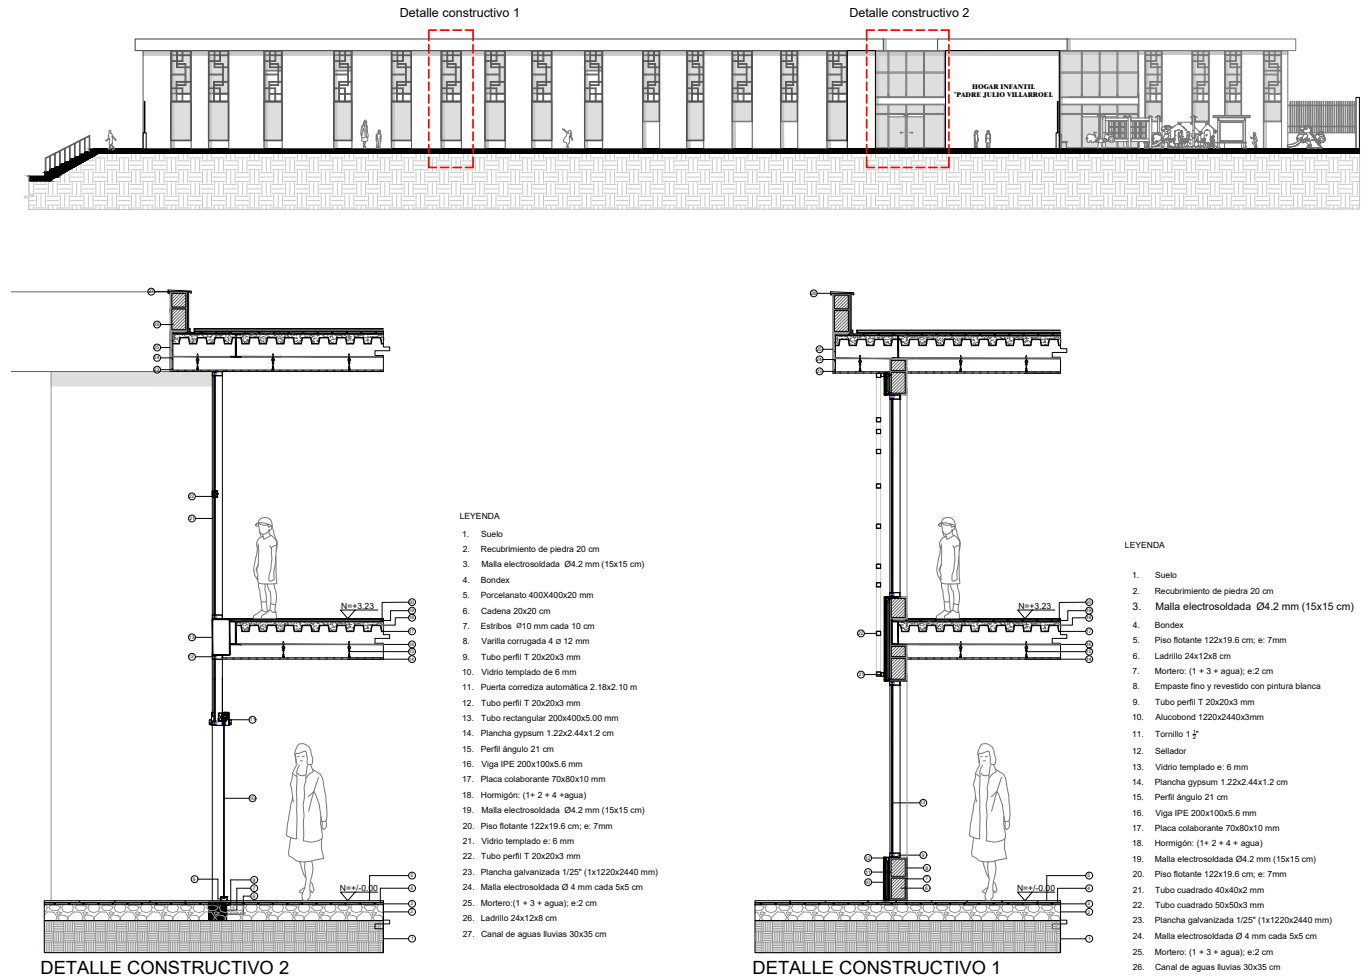 Detalle constructivo 1
Detalle constructivo 2
HOGAR INFANTIL
"PADRE JULIO VILLARROEL
N=+3.23
N=+/-0.00
LEYENDA
1. Suelo
2. Recubrimiento de piedra 20 cm
3. Malla electrosoldada Ø4.2 mm (15x15 cm)
4. Bondex
5. Porcelanato 400X400x20 mm
6. Cadena 20x20 cm
7. Estribos Ø10 mm cada 10 cm
8. Varilla corrugada 4 ø 12 mm
9. Tubo perfil T 20x20x3 mm
10. Vidrio templado de 6 mm
11. Puerta corrediza automática 2.18x2.10 m
12. Tubo perfil T 20x20x3 mm
13. Tubo rectangular 200x400x5.00 mm
14. Plancha gypsum 1.22x2.44x1.2 cm
15. Perfil ángulo 21 cm
16. Viga IPE 200x100x5.6 mm
17. Placa colaborante 70x80x10 mm
18. Hormigón: (1+ 2 + 4 +agua)
19. Malla electrosoldada Ø4.2 mm (15x15 cm)
20. Piso flotante 122x19.6 cm; e: 7mm
21. Vidrio templado e: 6 mm
22. Tubo perfil T 20x20x3 mm
23. Plancha galvanizada 1/25" (1x1220x2440 mm)
24. Malla electrosoldada Ø 4 mm cada 5x5 cm
25. Mortero:(1 + 3 + agua); e:2 cm
26. Ladrillo 24x12x8 cm
27. Canal de aguas lluvias 30x35 cm
DETALLE CONSTRUCTIVO 2
N=+3.23
N=+/-0.00
LEYENDA
1. Suelo
2. Recubrimiento de piedra 20 cm
3. Malla electrosoldada Ø4.2 mm (15x15 cm)
4. Bondex
5. Piso flotante 122x19.6 cm; e: 7mm
6. Ladrillo 24x12x8 cm
7. Mortero: (1 + 3 + agua); e:2 cm
8. Empaste fino y revestido con pintura blanca
9. Tubo perfil T 20x20x3 mm
10. Alucobond 1220x2440x3mm
11. Tornillo 1 ½"
12. Sellador
13. Vidrio templado e: 6 mm
14. Plancha gypsum 1.22x2.44x1.2 cm
15. Perfil ángulo 21 cm
16. Viga IPE 200x100x5.6 mm
17. Placa colaborante 70x80x10 mm
18. Hormigón: (1+ 2 + 4 + agua)
19. Malla electrosoldada Ø4.2 mm (15x15 cm)
20. Piso flotante 122x19.6 cm; e: 7mm
21. Tubo cuadrado 40x40x2 mm
22. Tubo cuadrado 50x50x3 mm
23. Plancha galvanizada 1/25" (1x1220x2440 mm)
24. Malla electrosoldada Ø 4 mm cada 5x5 cm
25. Mortero: (1 + 3 + agua); e:2 cm
26. Canal de aguas lluvias 30x35 cm
DETALLE CONSTRUCTIVO 1